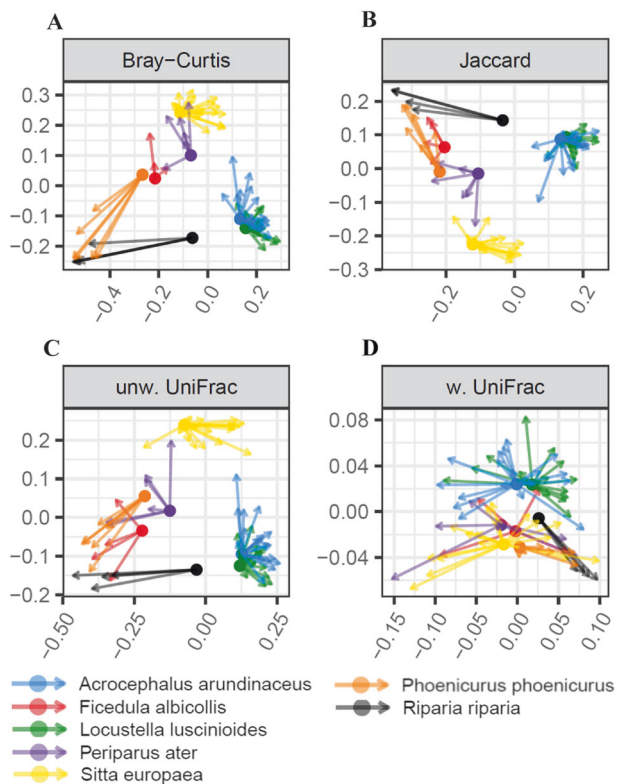 A
B
Bray−Curtis
Jaccard
0.3
0.2
0.1
0.0
−0.1
−0.2
−0.4
−0.2
0.0
0.2
0.2
0.1
0.0
−0.1
−0.2
−0.3
−0.2
0.0
0.2
C
D
unw. UniFrac
w. UniFrac
0.2
0.1
0.0
−0.1
−0.2
−0.50
−0.25
0.00
0.25
0.08
0.04
0.00
−0.04
−0.15
−0.10
−0.05
0.00
0.05
0.10
Acrocephalus arundinaceus
Ficedula albicollis
Locustella luscinioides
Periparus ater
Sitta europaea
Phoenicurus phoenicurus
Riparia riparia